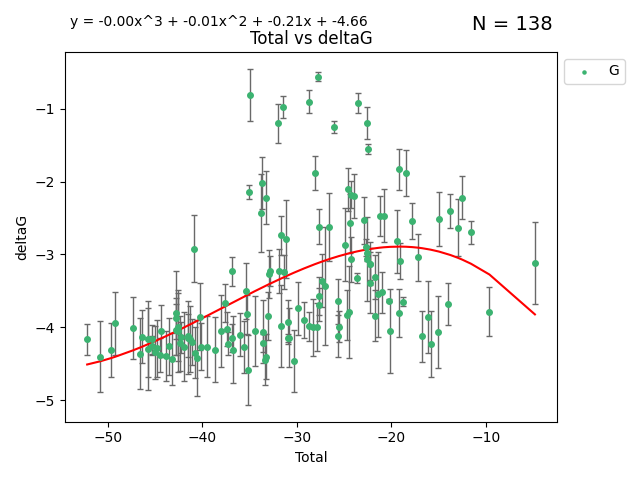 y = -0.00x^3 + -0.01x^2 + -0.21x + -4.66
N = 138
Total vs deltaG
G
−1
−2
−3
−4
−5
deltaG
−50 −40 −30 −20 −10
Total